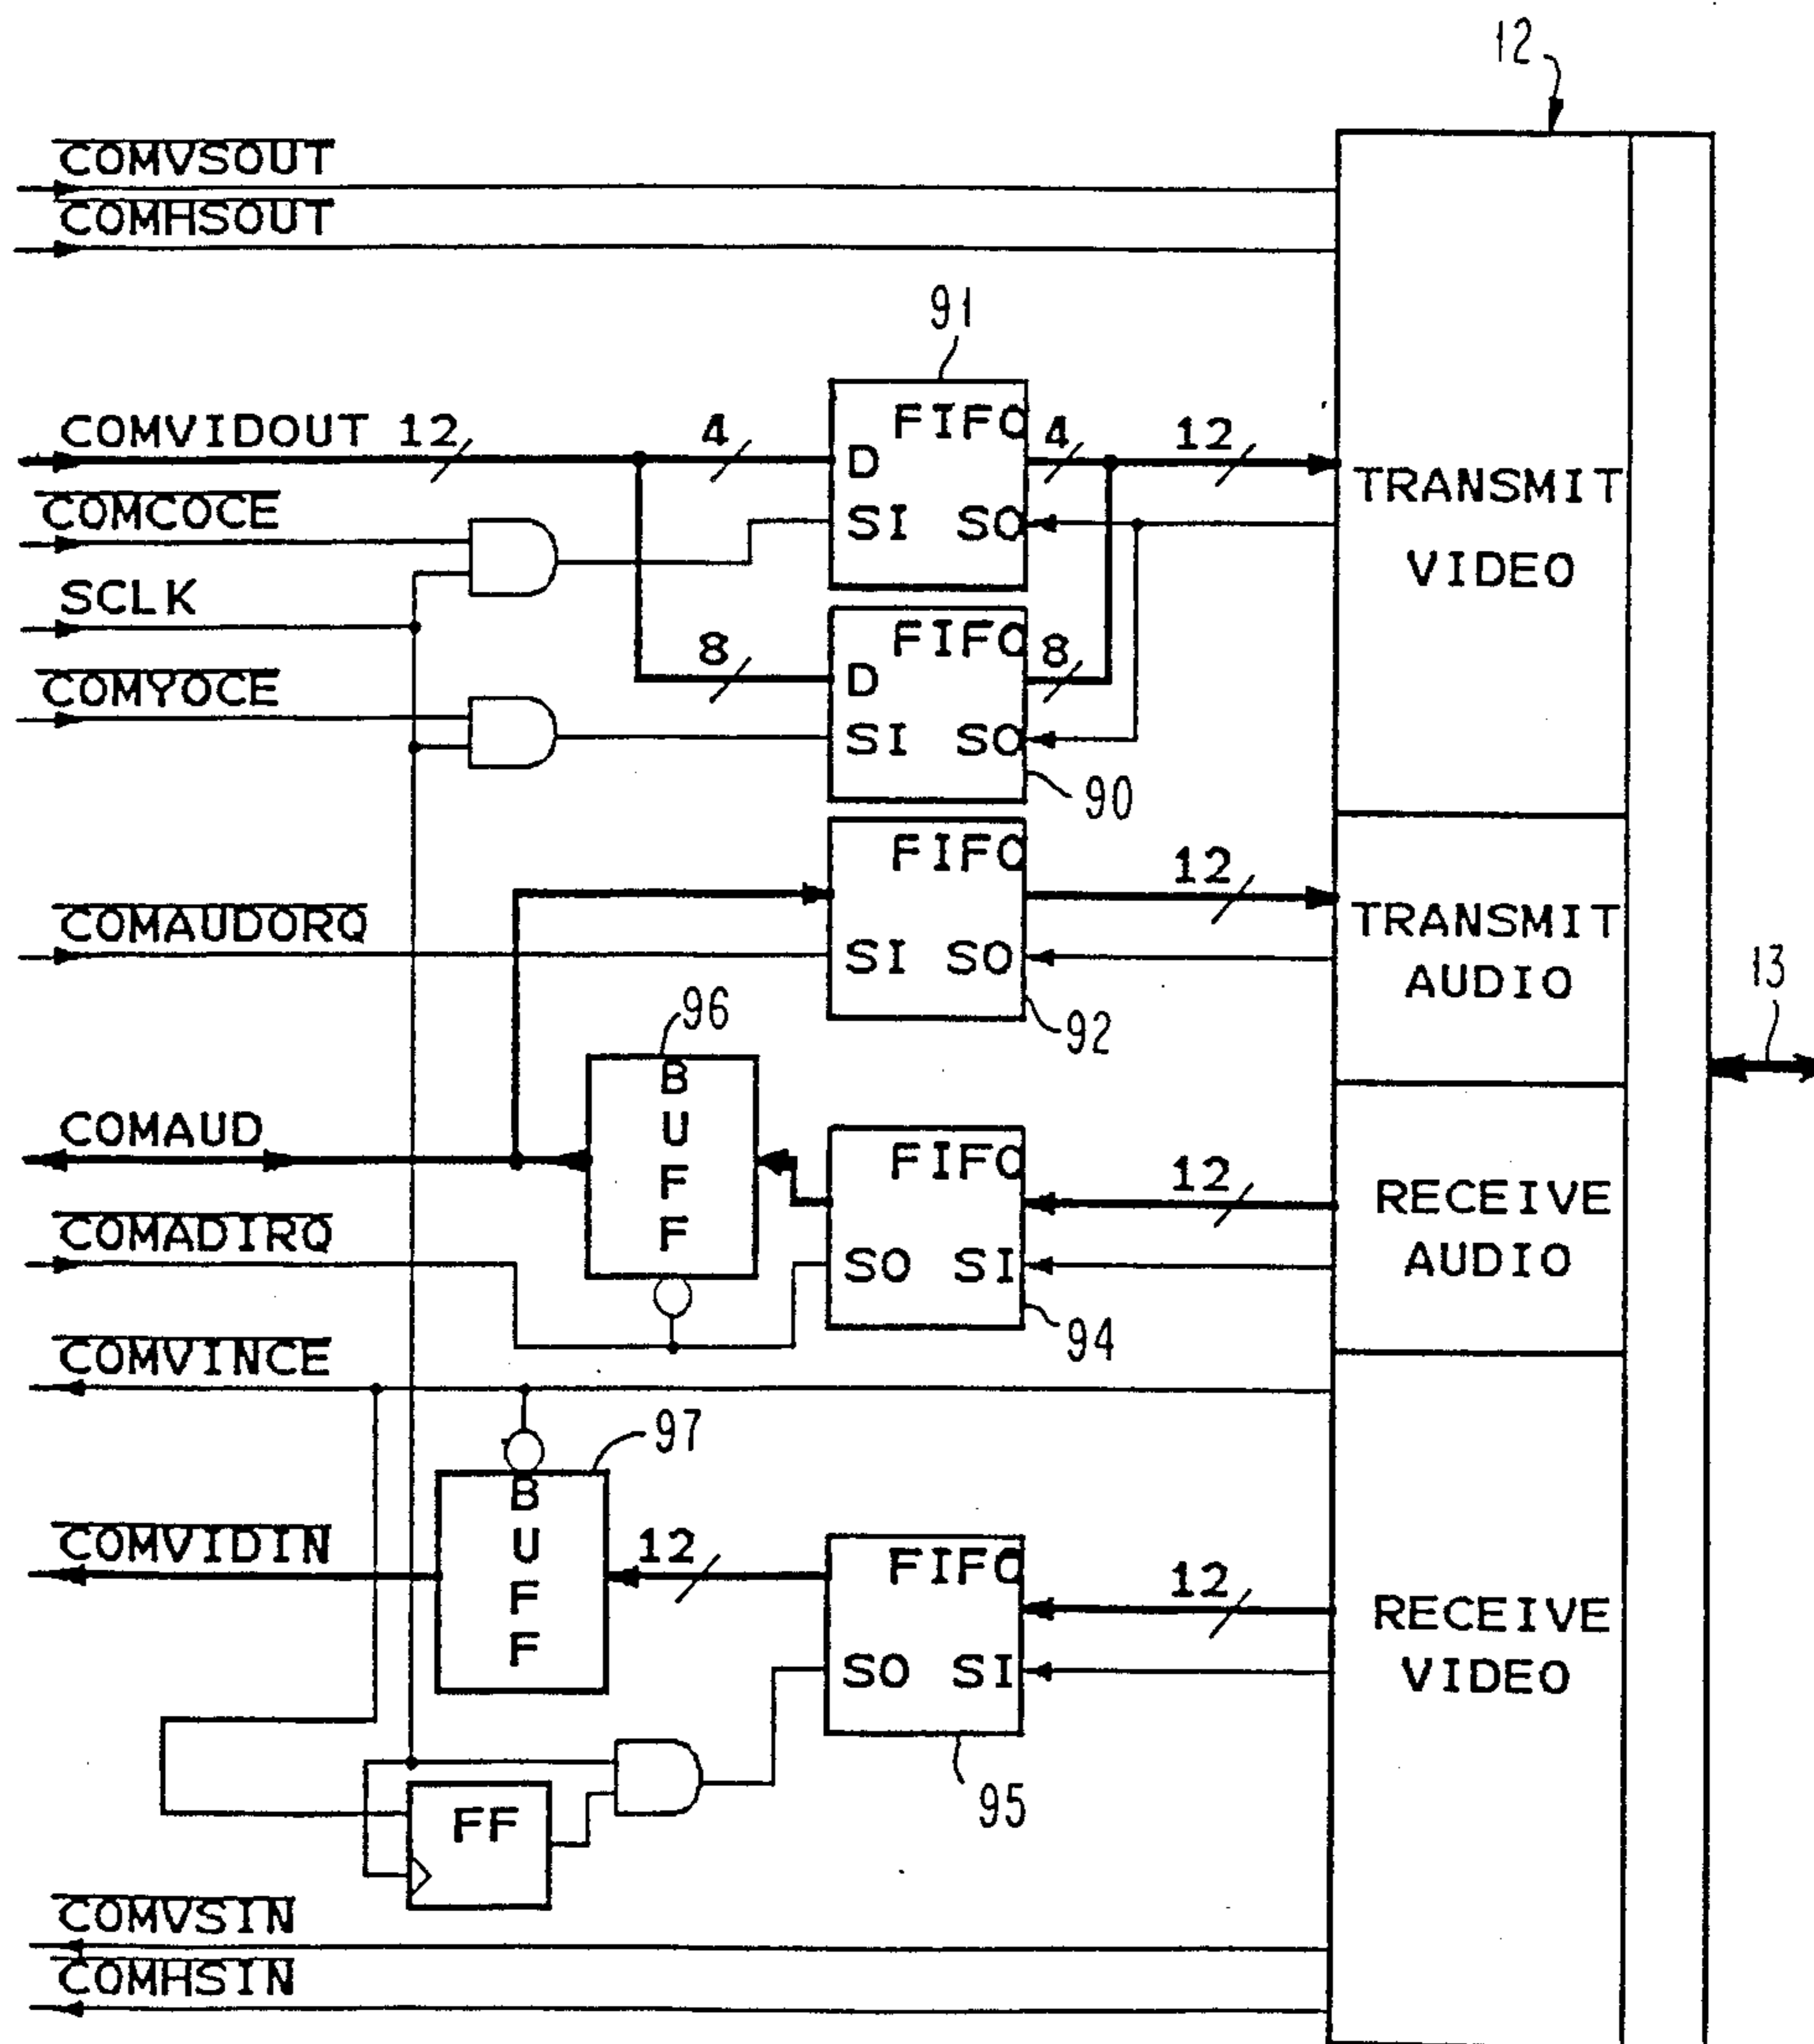 12
COMVSOUT
COMHSOUT
91
COMVIDOUT 12 4 FIFO 4 12
D
COMCOCE SI SO
TRANSMIT
VIDEO
SCLK
8 FIFO 8
D
COMYOCE SI SO
90
FIFO 12
COMAUDORQ SI SO
TRANSMIT
AUDIO
92
13
96
BUFF
COMAUD FIFO 12
COMADIRQ SO SI
RECEIVE
AUDIO
94
COMVINCE
97
BUFF
COMVIDIN 12 FIFO 12
SO SI
RECEIVE
VIDEO
95
FF
COMVSIN
COMHSIN